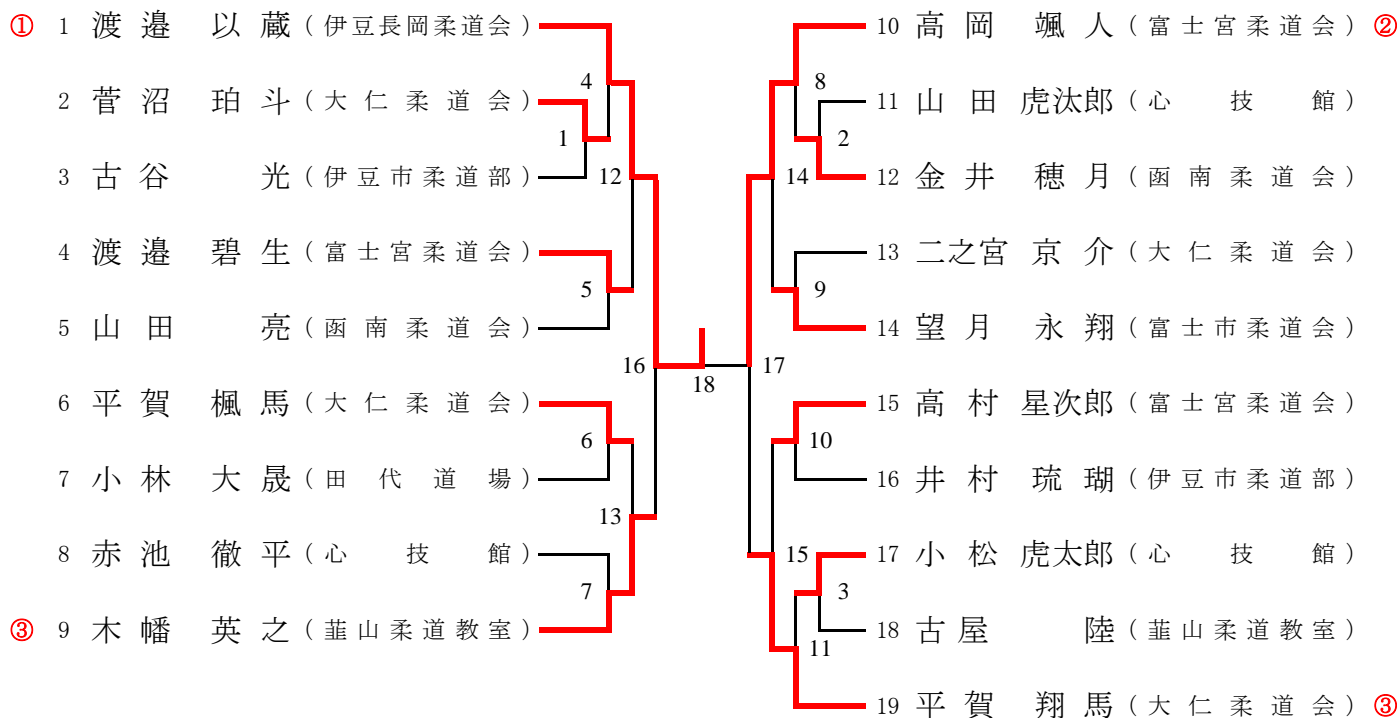 ① 1 渡邉 以蔵 (伊豆長岡柔道会)
2 菅沼 珀斗 (大仁柔道会)
3 古谷 光 (伊豆市柔道部)
4 渡邉 碧生 (富士宮柔道会)
5 山田 亮 (函南柔道会)
6 平賀 楓馬 (大仁柔道会)
7 小林 大晟 (田代道場)
8 赤池 徹平 (心技館)
③ 9 木幡 英之 (韮山柔道教室)
4
1
12
5
16
6
13
7
18
8
2
14
9
17
10
15
3
11
10 高岡 颯人 (富士宮柔道会) ②
11 山田 虎汰郎 (心技館)
12 金井 穂月 (函南柔道会)
13 二之宮 京介 (大仁柔道会)
14 望月 永翔 (富士市柔道会)
15 高村 星次郎 (富士宮柔道会)
16 井村 琉瑚 (伊豆市柔道部)
17 小松 虎太郎 (心技館)
18 古屋 陸 (韮山柔道教室)
19 平賀 翔馬 (大仁柔道会) ③